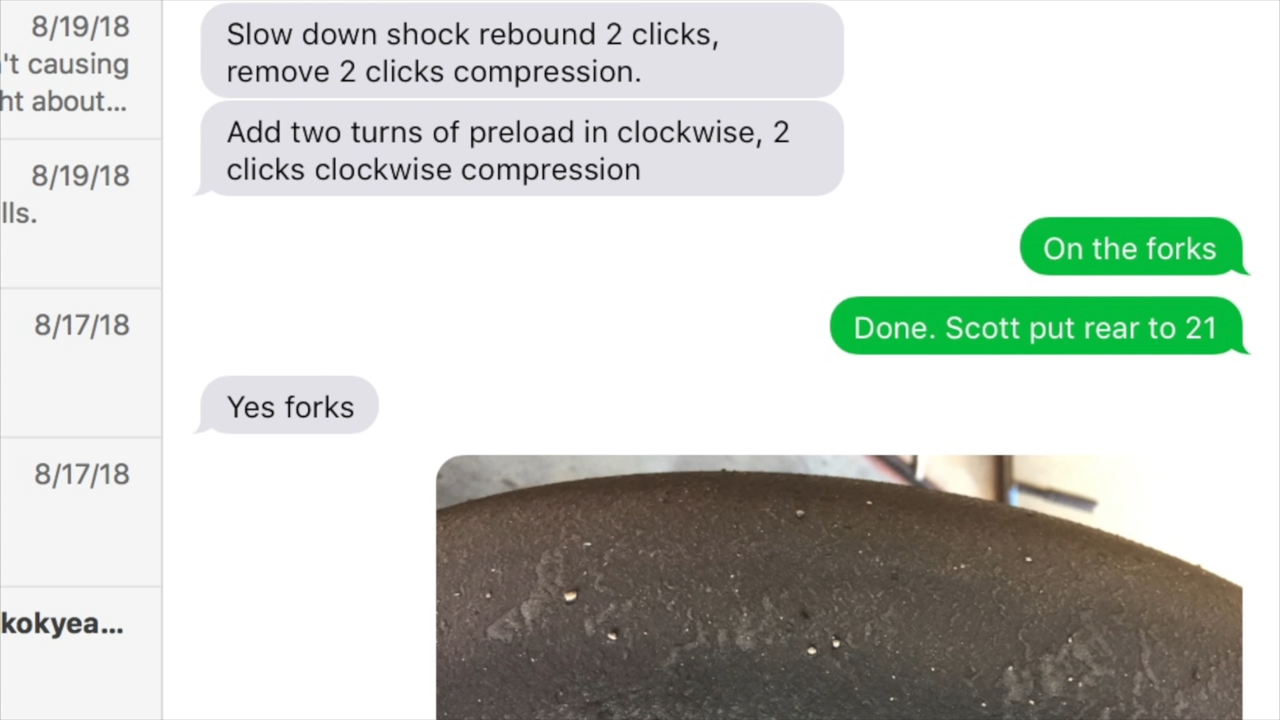 8/19/18
't causing
ht about...
8/19/18
lls.
8/17/18
8/17/18
kokyea...
Slow down shock rebound 2 clicks,
remove 2 clicks compression.
Add two turns of preload in clockwise, 2
clicks clockwise compression
On the forks
Done. Scott put rear to 21
Yes forks